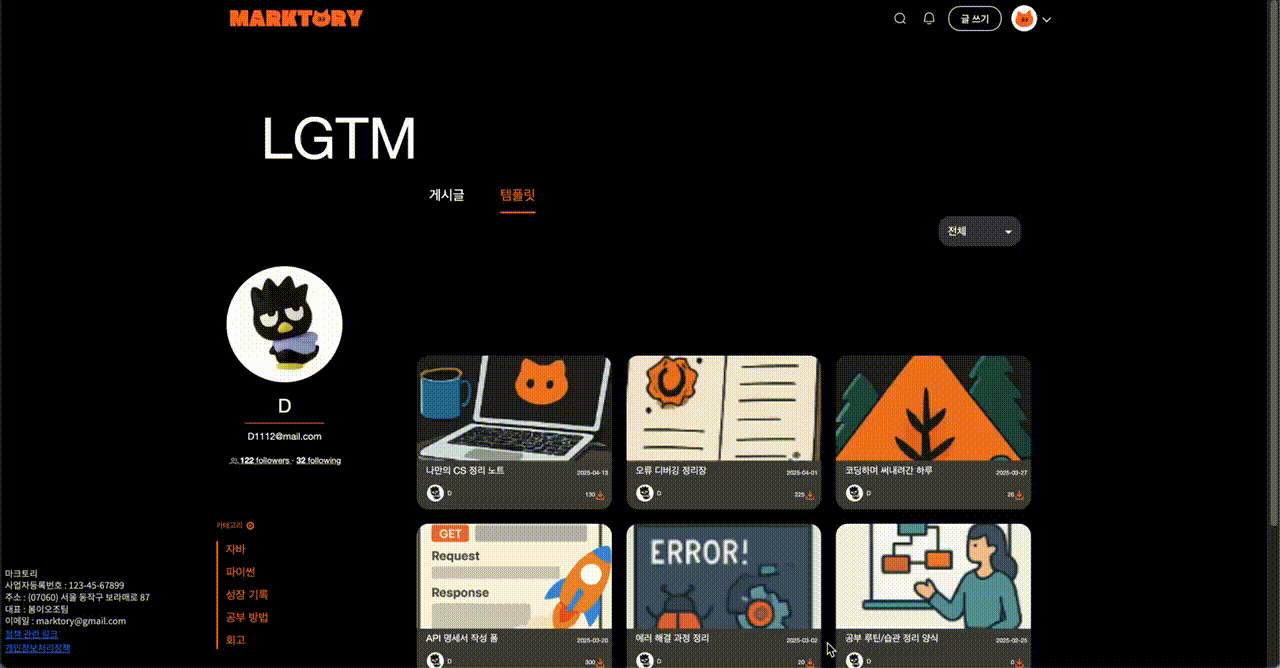 MARKTORY
글 쓰기
LGTM
게시글
템플릿
전체
D
D1112@mail.com
122 followers · 32 following
카테고리
자바
파이썬
성장 기록
공부 방법
회고
나만의 CS 정리 노트
2025-04-13
D
130
오류 디버깅 정리장
2025-04-01
D
225
코딩하며 써내려간 하루
2025-03-27
D
26
GET
Request
Response
API 명세서 작성 폼
2025-03-20
D
300
ERROR!
에러 해결 과정 정리
2025-03-02
D
20
공부 루틴/습관 정리 양식
2025-02-25
D
0
마크토리
사업자등록번호 : 123-45-67899
주소 : (07060) 서울 동작구 보라매로 87
대표 : 봄이오조팀
이메일 : marktory@gmail.com
정책 관련 링크
개인정보처리정책